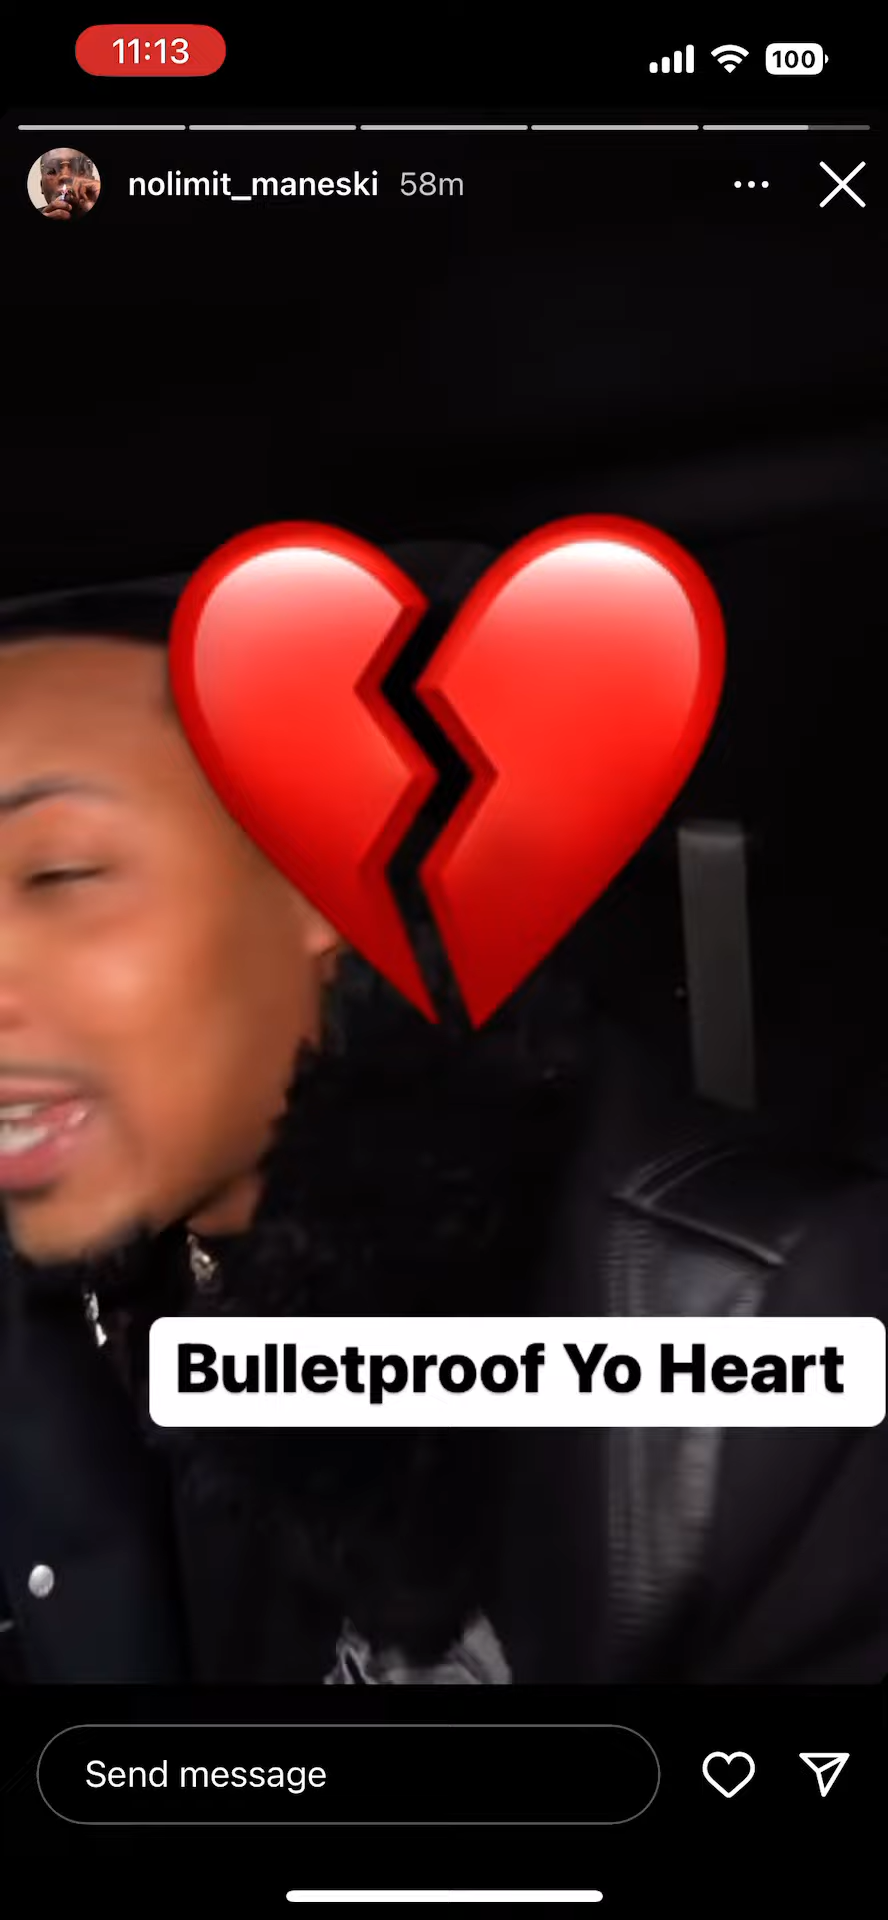 11:13
100
nolimit_maneski 58m
Bulletproof Yo Heart
Send message